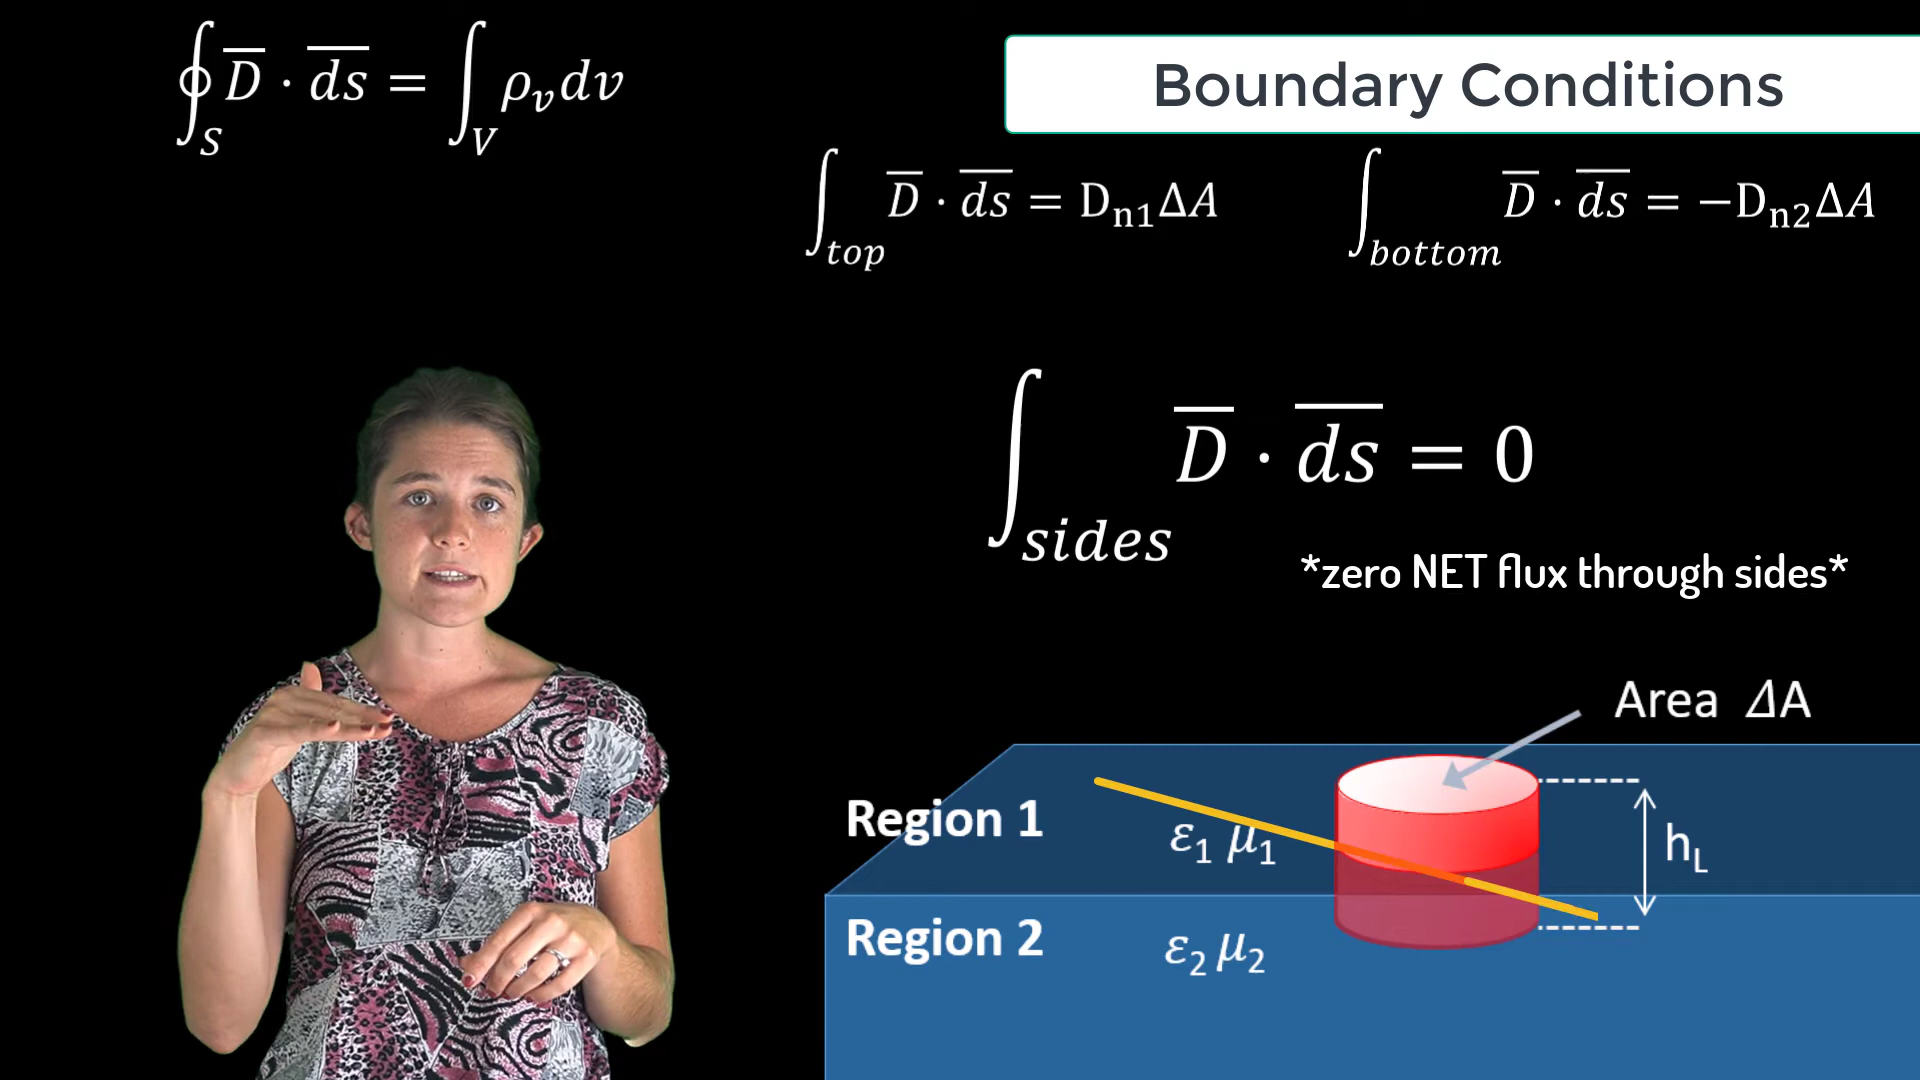 ∮_S D̅ · d̅s̅ = ∫_V ρ_v dv
Boundary Conditions
∫_top D̅ · d̅s̅ = D_n1 ΔA
∫_bottom D̅ · d̅s̅ = −D_n2 ΔA
∫_sides D̅ · d̅s̅ = 0
*zero NET flux through sides*
Area ΔA
Region 1
ε₁ μ₁
h_L
Region 2
ε₂ μ₂